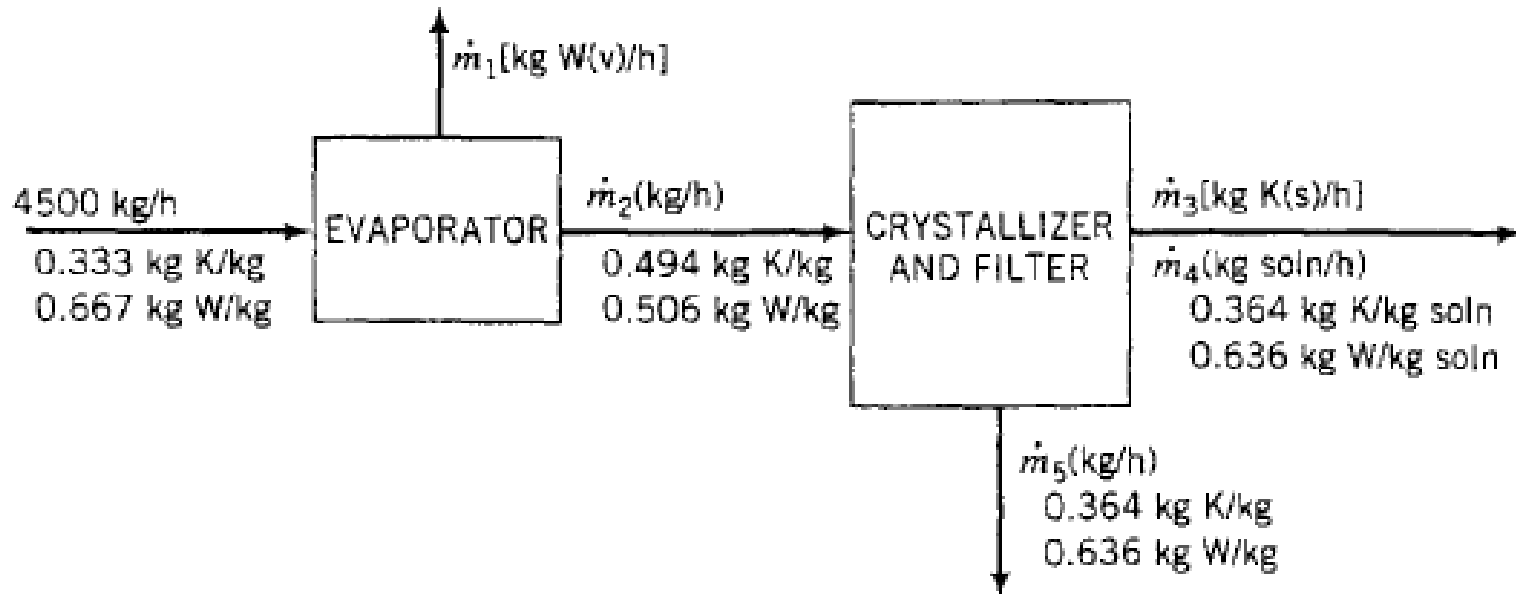 ṁ₁[kg W(v)/h]
4500 kg/h
0.333 kg K/kg
0.667 kg W/kg
EVAPORATOR
ṁ₂(kg/h)
0.494 kg K/kg
0.506 kg W/kg
CRYSTALLIZER
AND FILTER
ṁ₃[kg K(s)/h]
ṁ₄(kg soln/h)
0.364 kg K/kg soln
0.636 kg W/kg soln
ṁ₅(kg/h)
0.364 kg K/kg
0.636 kg W/kg